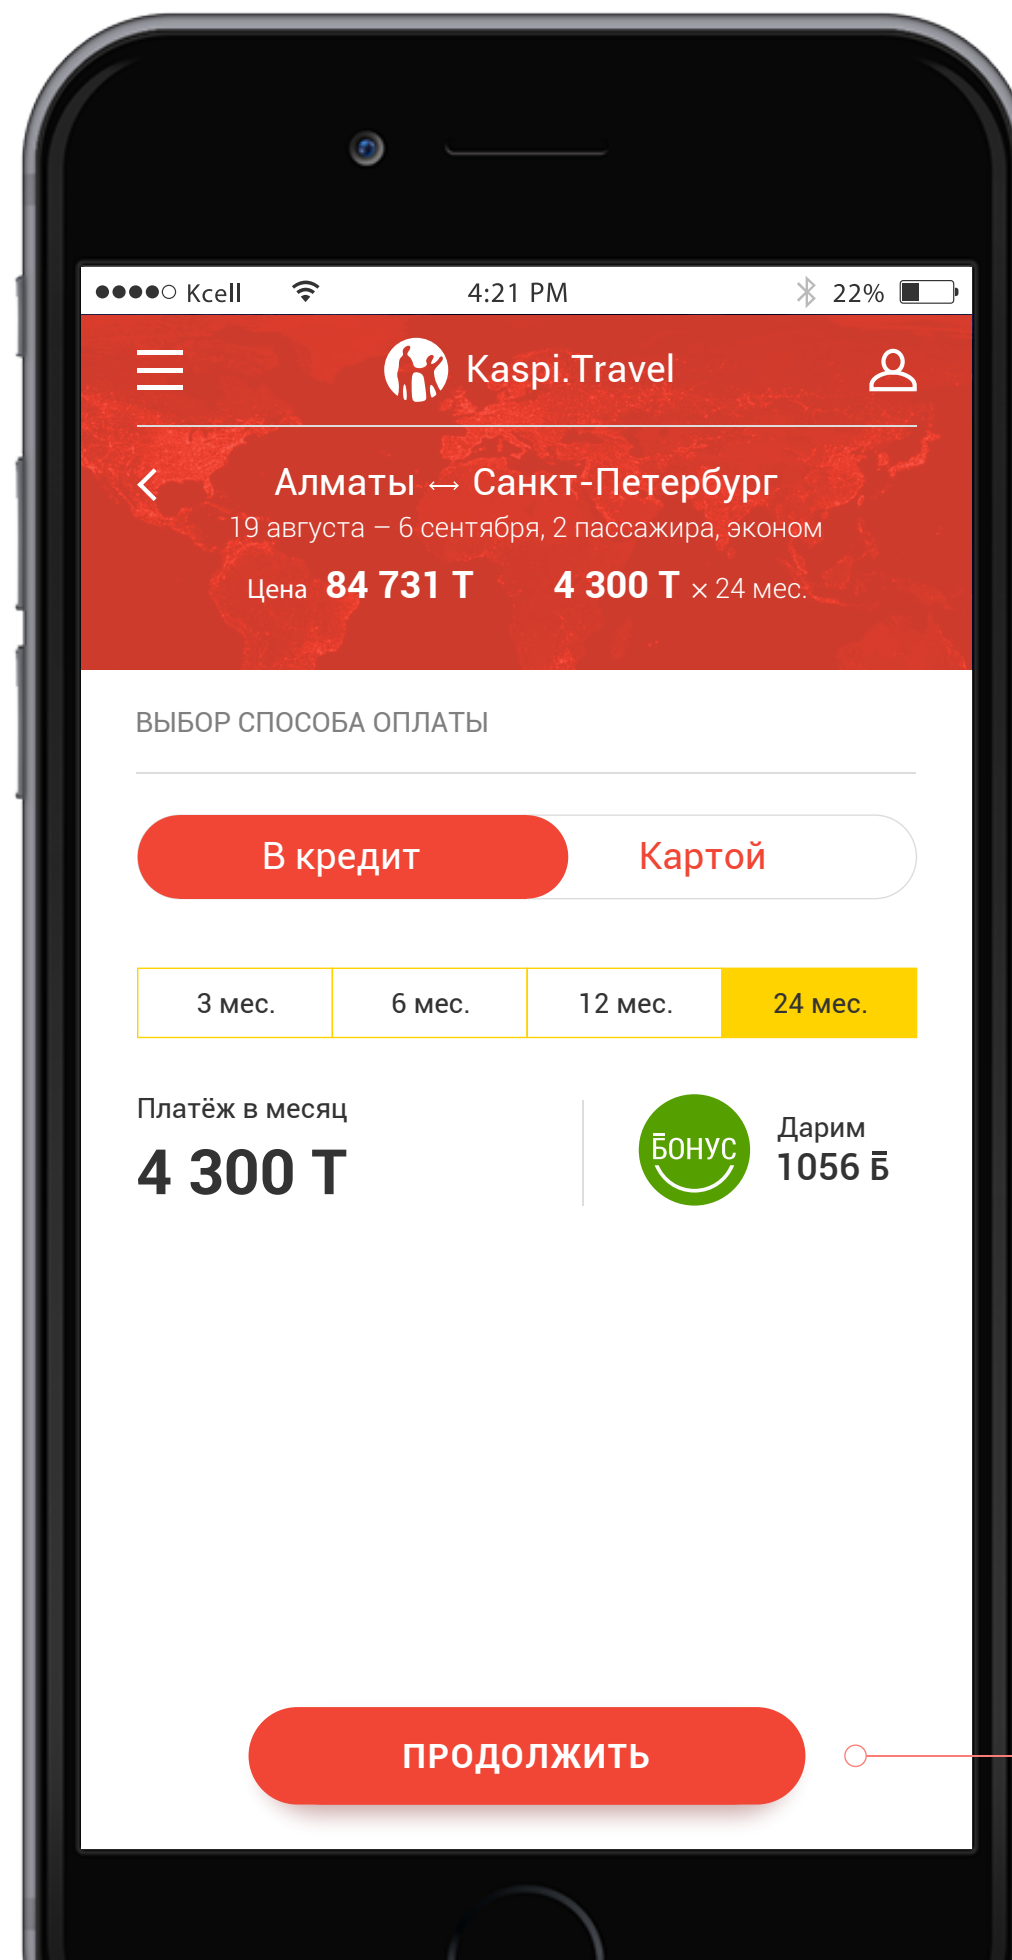 Kcell 4:21 PM 22%
Kaspi.Travel
Алматы ↔ Санкт-Петербург
19 августа – 6 сентября, 2 пассажира, эконом
Цена 84 731 Т 4 300 Т × 24 мес.
ВЫБОР СПОСОБА ОПЛАТЫ
В кредит Картой
3 мес. 6 мес. 12 мес. 24 мес.
Платёж в месяц
4 300 Т
БОНУС
Дарим
1056 Б
ПРОДОЛЖИТЬ